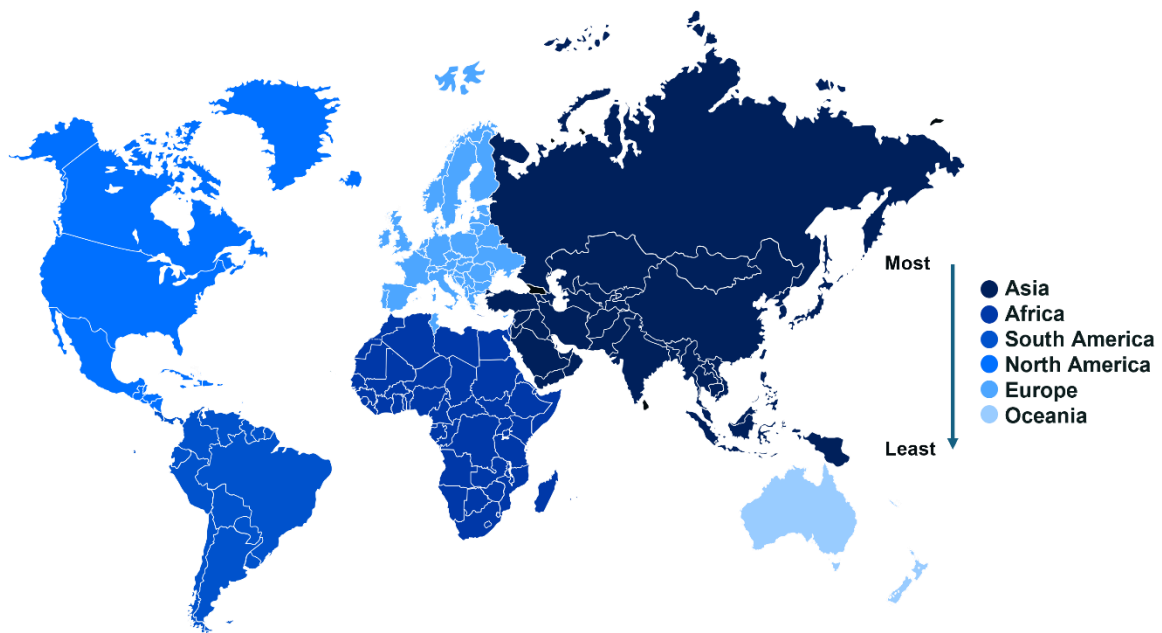 Most
Asia
Africa
South America
North America
Europe
Oceania
Least